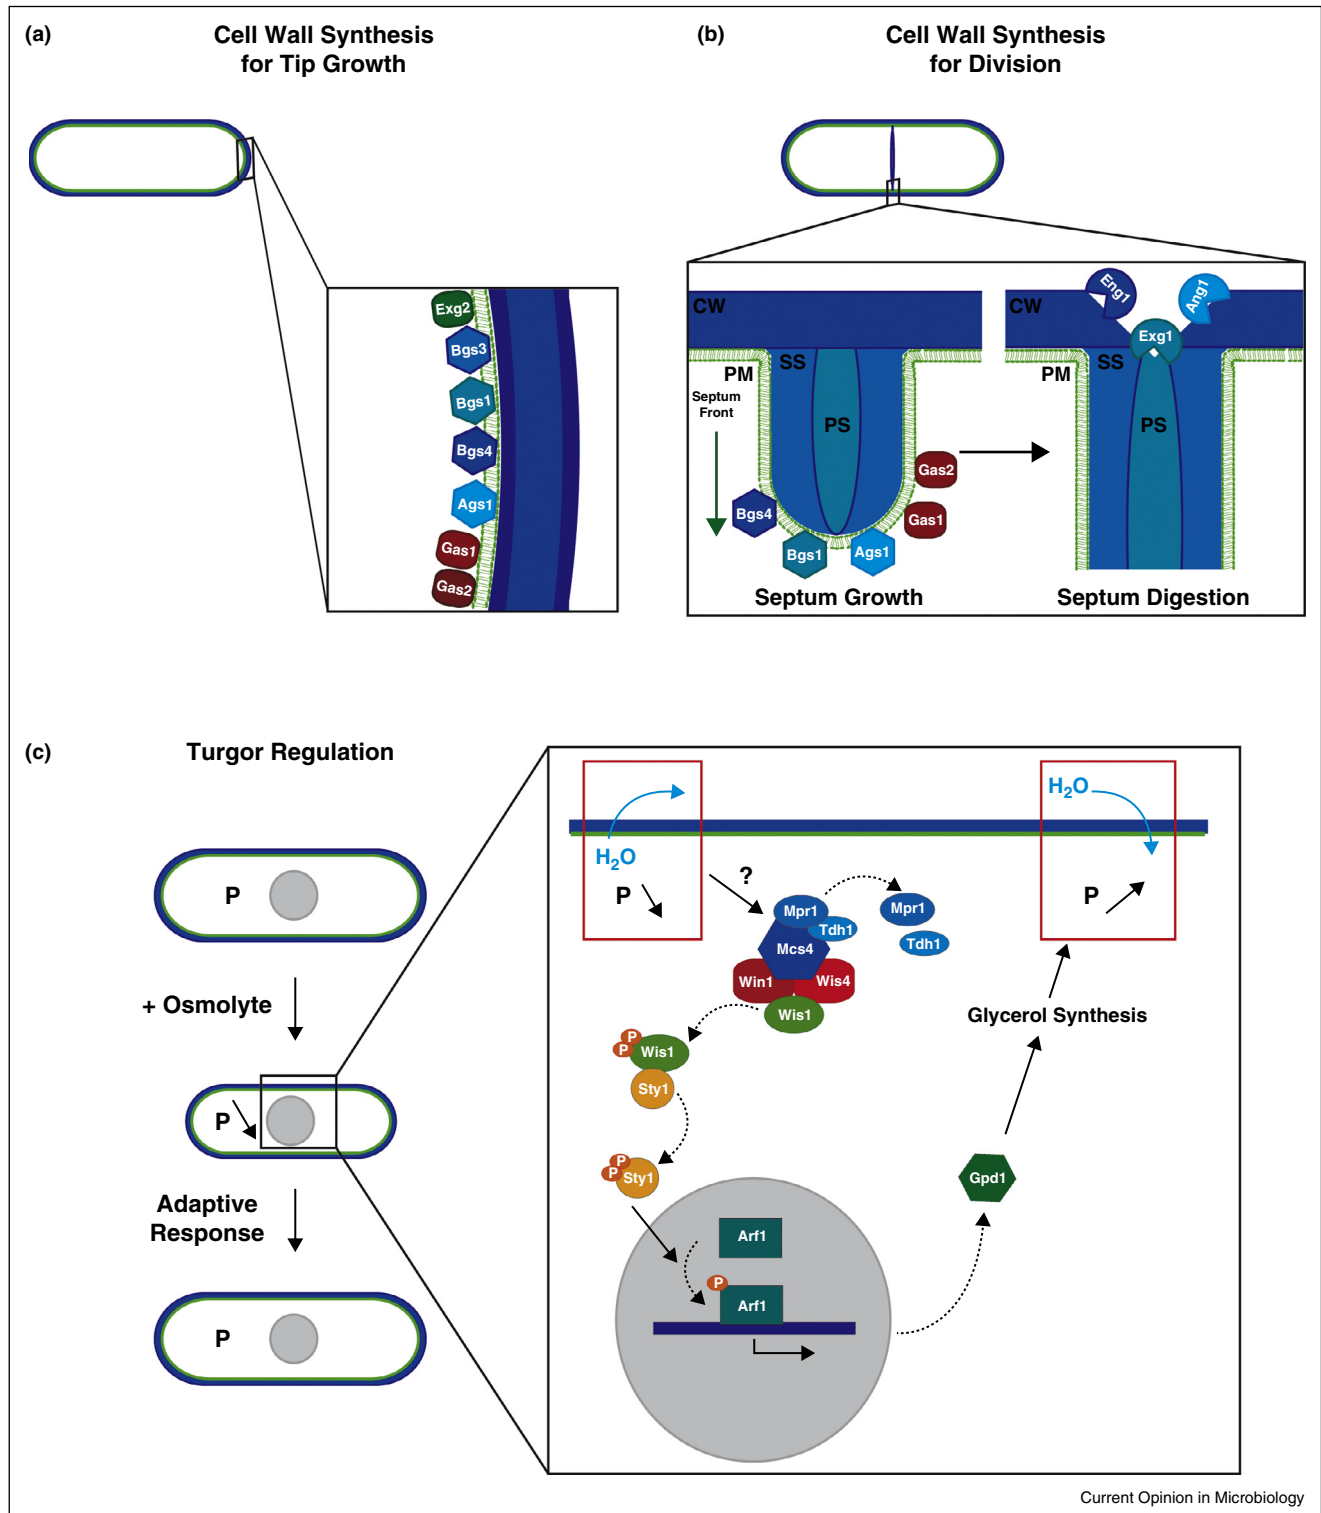 (a)
Cell Wall Synthesis
for Tip Growth
Exg2
Bgs3
Bgs1
Bgs4
Ags1
Gas1
Gas2
(b)
Cell Wall Synthesis
for Division
CW
SS
PM
Septum
Front
PS
Gas2
Bgs4
Gas1
Bgs1
Ags1
Septum Growth
Eng1
Ang1
CW
Exg1
SS
PM
PS
Septum Digestion
(c)
Turgor Regulation
P
+ Osmolyte
P
Adaptive
Response
P
H2O
P
?
Mpr1
Tdh1
Mcs4
Win1
Wis4
Wis1
Mpr1
Tdh1
H2O
P
P
P
Wis1
Sty1
P
P
Sty1
Arf1
P
Arf1
Gpd1
Glycerol Synthesis
Current Opinion in Microbiology